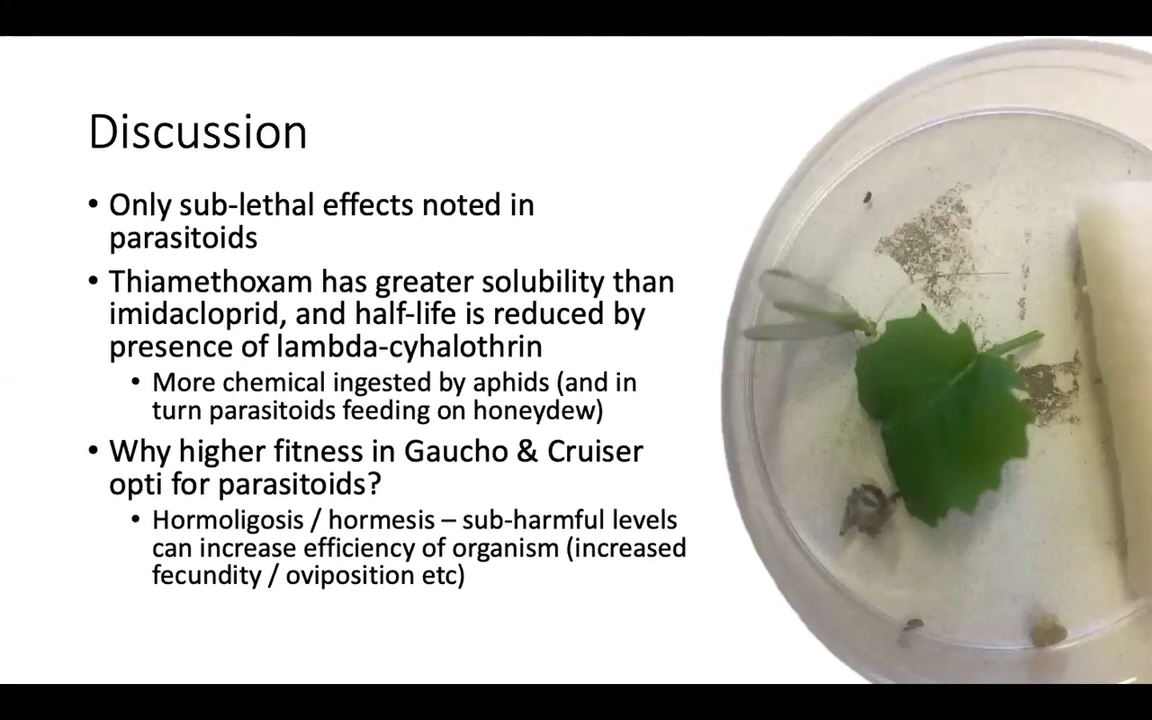 Discussion
• Only sub-lethal effects noted in
parasitoids
• Thiamethoxam has greater solubility than
imidacloprid, and half-life is reduced by
presence of lambda-cyhalothrin
• More chemical ingested by aphids (and in
turn parasitoids feeding on honeydew)
• Why higher fitness in Gaucho & Cruiser
opti for parasitoids?
• Hormoligosis / hormesis – sub-harmful levels
can increase efficiency of organism (increased
fecundity / oviposition etc)